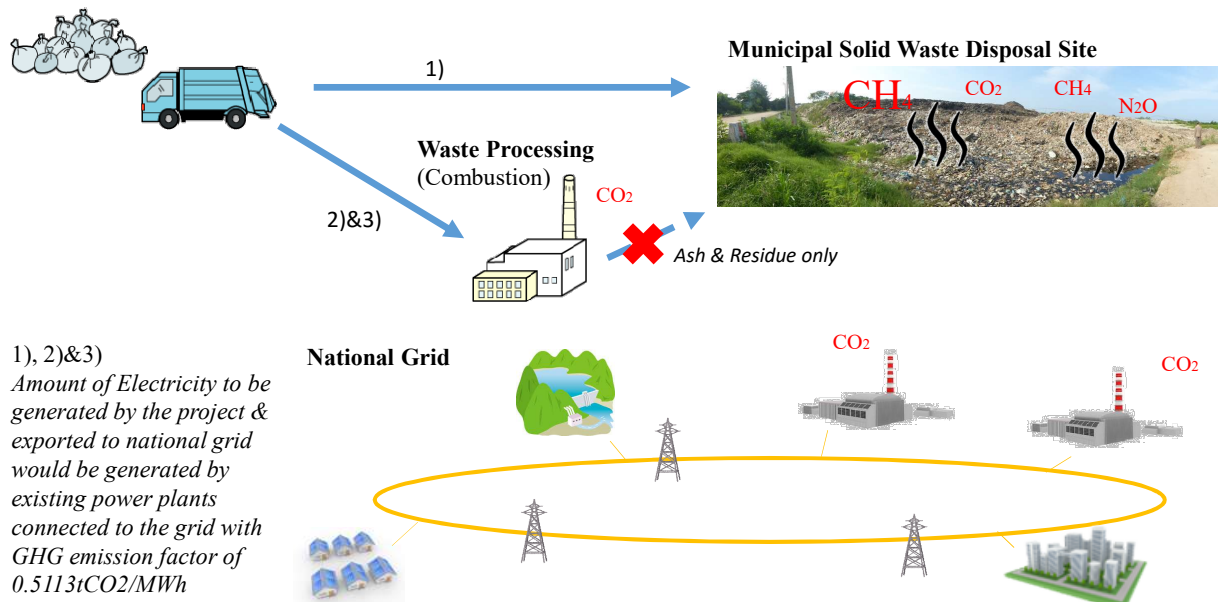 1)
Municipal Solid Waste Disposal Site
CH4
CO2
CH4
N2O
Waste Processing
(Combustion)
CO2
2)&3)
Ash & Residue only
1), 2)&3)
Amount of Electricity to be
generated by the project &
exported to national grid
would be generated by
existing power plants
connected to the grid with
GHG emission factor of
0.5113tCO2/MWh
National Grid
CO2
CO2